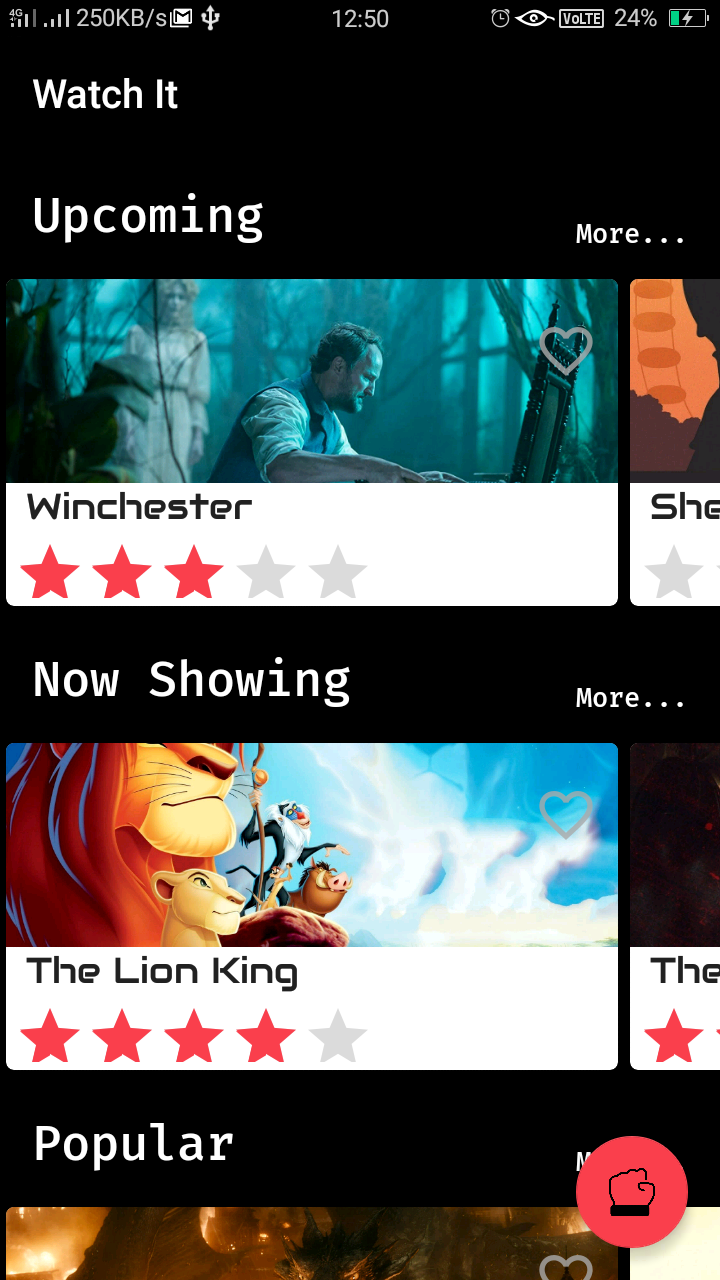 4G 250KB/s 12:50 VoLTE 24%
Watch It
Upcoming
More...
Winchester
She
Now Showing
More...
The Lion King
The
Popular
M